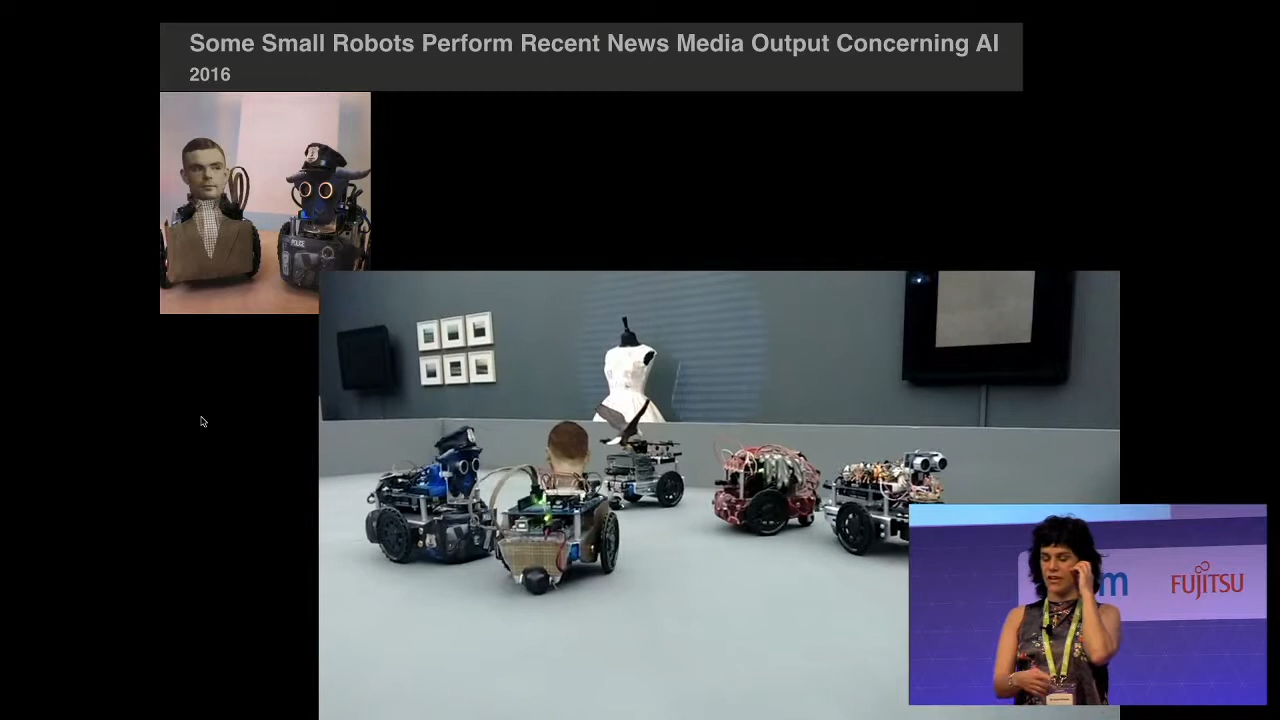 Some Small Robots Perform Recent News Media Output Concerning AI
2016
POLICE
m
FUJITSU